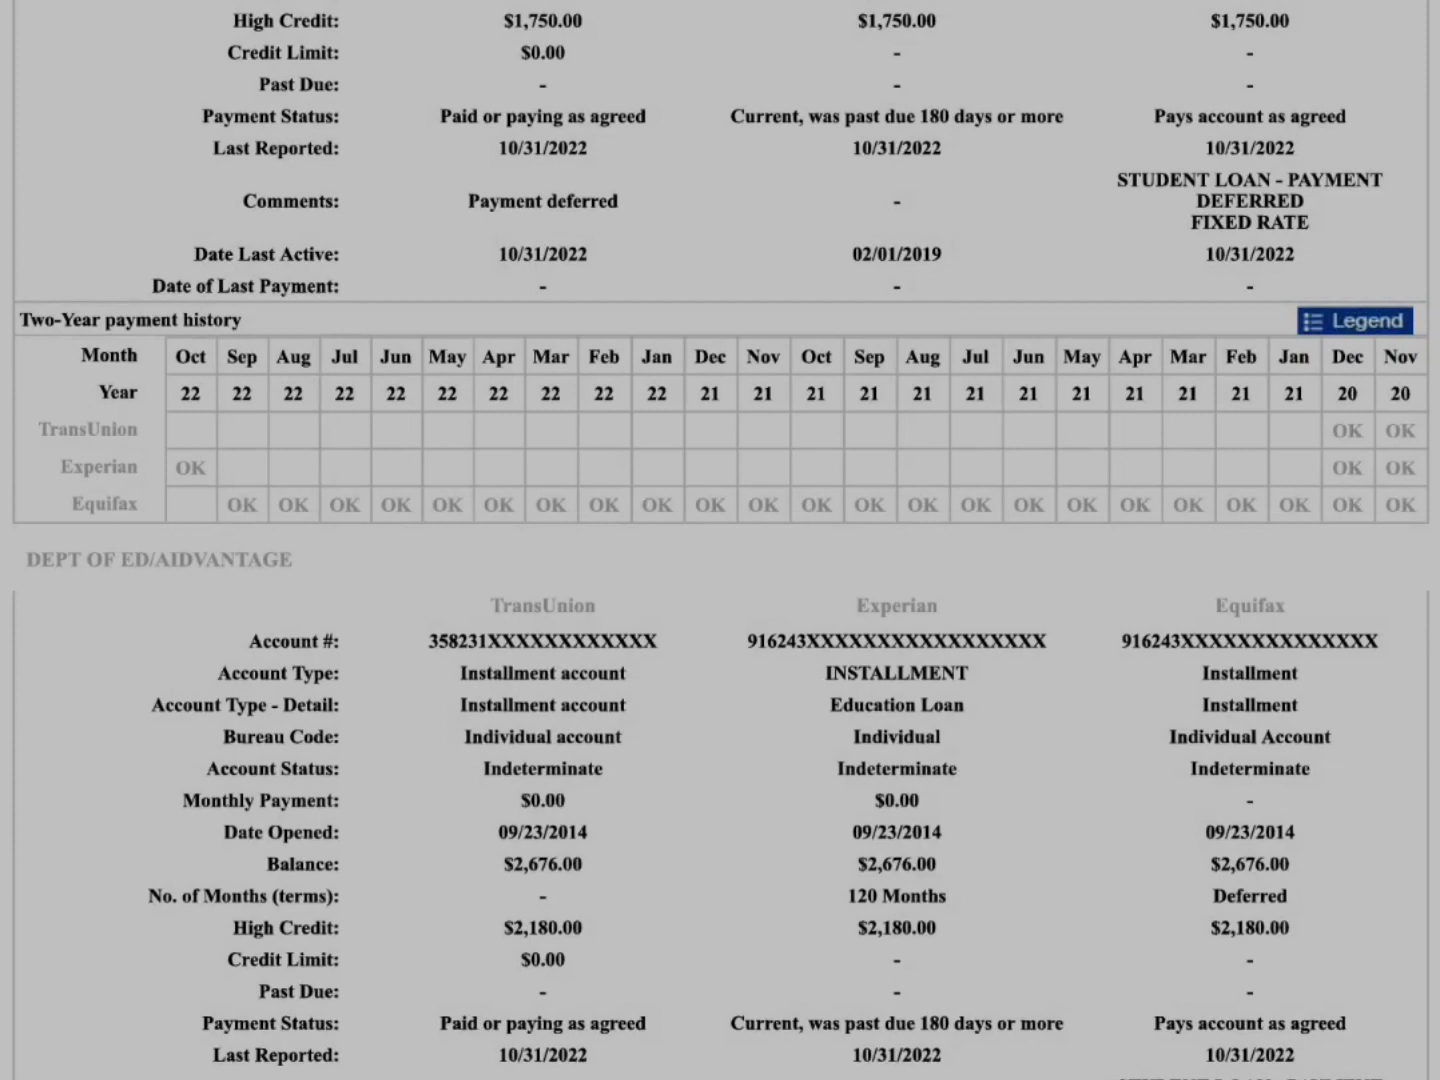 High Credit: $1,750.00 $1,750.00 $1,750.00
Credit Limit: $0.00 - -
Past Due: - - -
Payment Status: Paid or paying as agreed Current, was past due 180 days or more Pays account as agreed
Last Reported: 10/31/2022 10/31/2022 10/31/2022
Comments: Payment deferred - STUDENT LOAN - PAYMENT
DEFERRED
FIXED RATE
Date Last Active: 10/31/2022 02/01/2019 10/31/2022
Date of Last Payment: - - -
Two-Year payment history Legend
Month Oct Sep Aug Jul Jun May Apr Mar Feb Jan Dec Nov Oct Sep Aug Jul Jun May Apr Mar Feb Jan Dec Nov
Year 22 22 22 22 22 22 22 22 22 22 21 21 21 21 21 21 21 21 21 21 21 21 20 20
TransUnion OK OK
Experian OK OK OK
Equifax OK OK OK OK OK OK OK OK OK OK OK OK OK OK OK OK OK OK OK OK OK OK OK
DEPT OF ED/AIDVANTAGE
TransUnion Experian Equifax
Account #: 358231XXXXXXXXXXXX 916243XXXXXXXXXXXXXXXXX 916243XXXXXXXXXXXXXX
Account Type: Installment account INSTALLMENT Installment
Account Type - Detail: Installment account Education Loan Installment
Bureau Code: Individual account Individual Individual Account
Account Status: Indeterminate Indeterminate Indeterminate
Monthly Payment: $0.00 $0.00 -
Date Opened: 09/23/2014 09/23/2014 09/23/2014
Balance: $2,676.00 $2,676.00 $2,676.00
No. of Months (terms): - 120 Months Deferred
High Credit: $2,180.00 $2,180.00 $2,180.00
Credit Limit: $0.00 - -
Past Due: - - -
Payment Status: Paid or paying as agreed Current, was past due 180 days or more Pays account as agreed
Last Reported: 10/31/2022 10/31/2022 10/31/2022